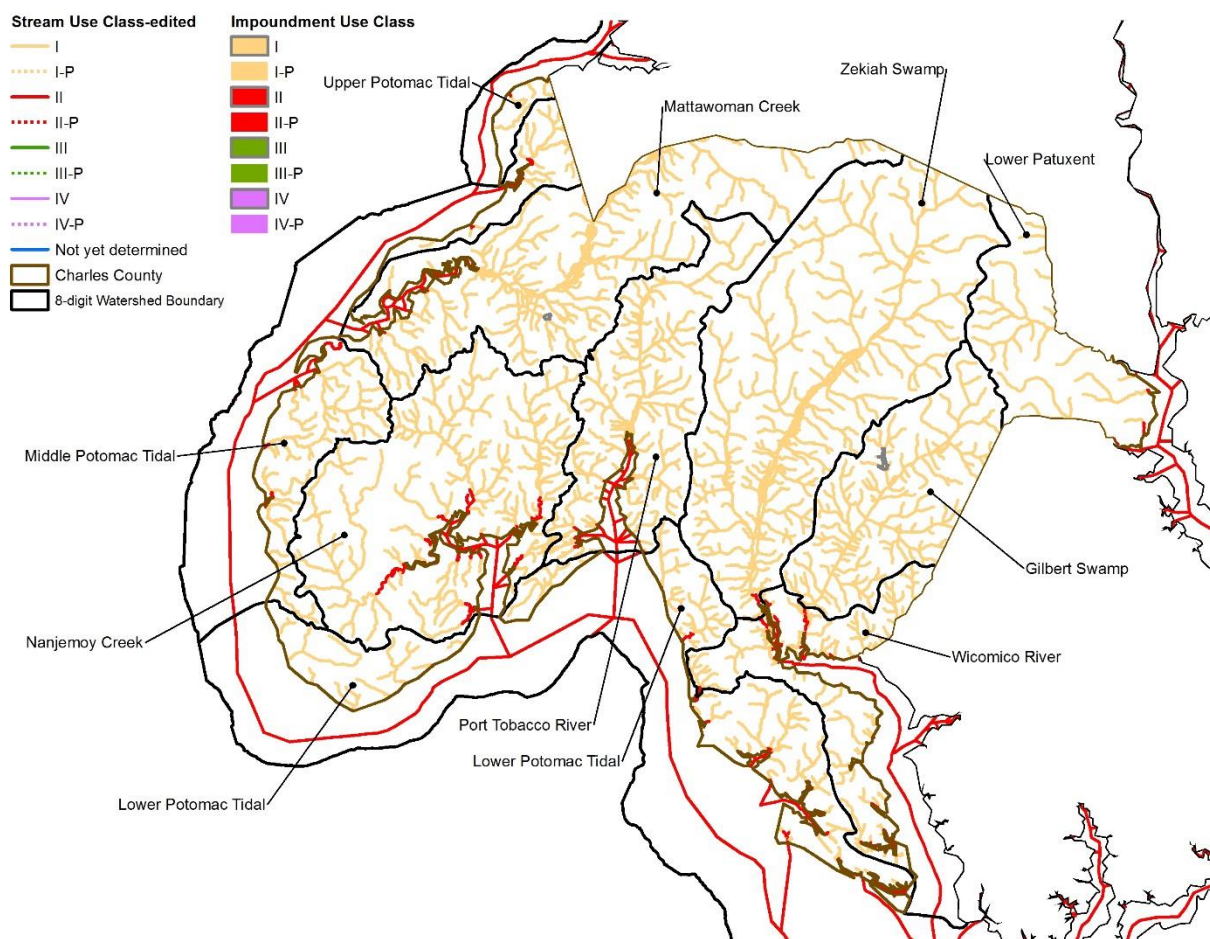 Stream Use Class-edited
I
I-P
II
II-P
III
III-P
IV
IV-P
Not yet determined
Charles County
8-digit Watershed Boundary
Impoundment Use Class
I
I-P
II
II-P
III
III-P
IV
IV-P
Upper Potomac Tidal
Zekiah Swamp
Mattawoman Creek
Lower Patuxent
Middle Potomac Tidal
Gilbert Swamp
Nanjemoy Creek
Wicomico River
Port Tobacco River
Lower Potomac Tidal
Lower Potomac Tidal